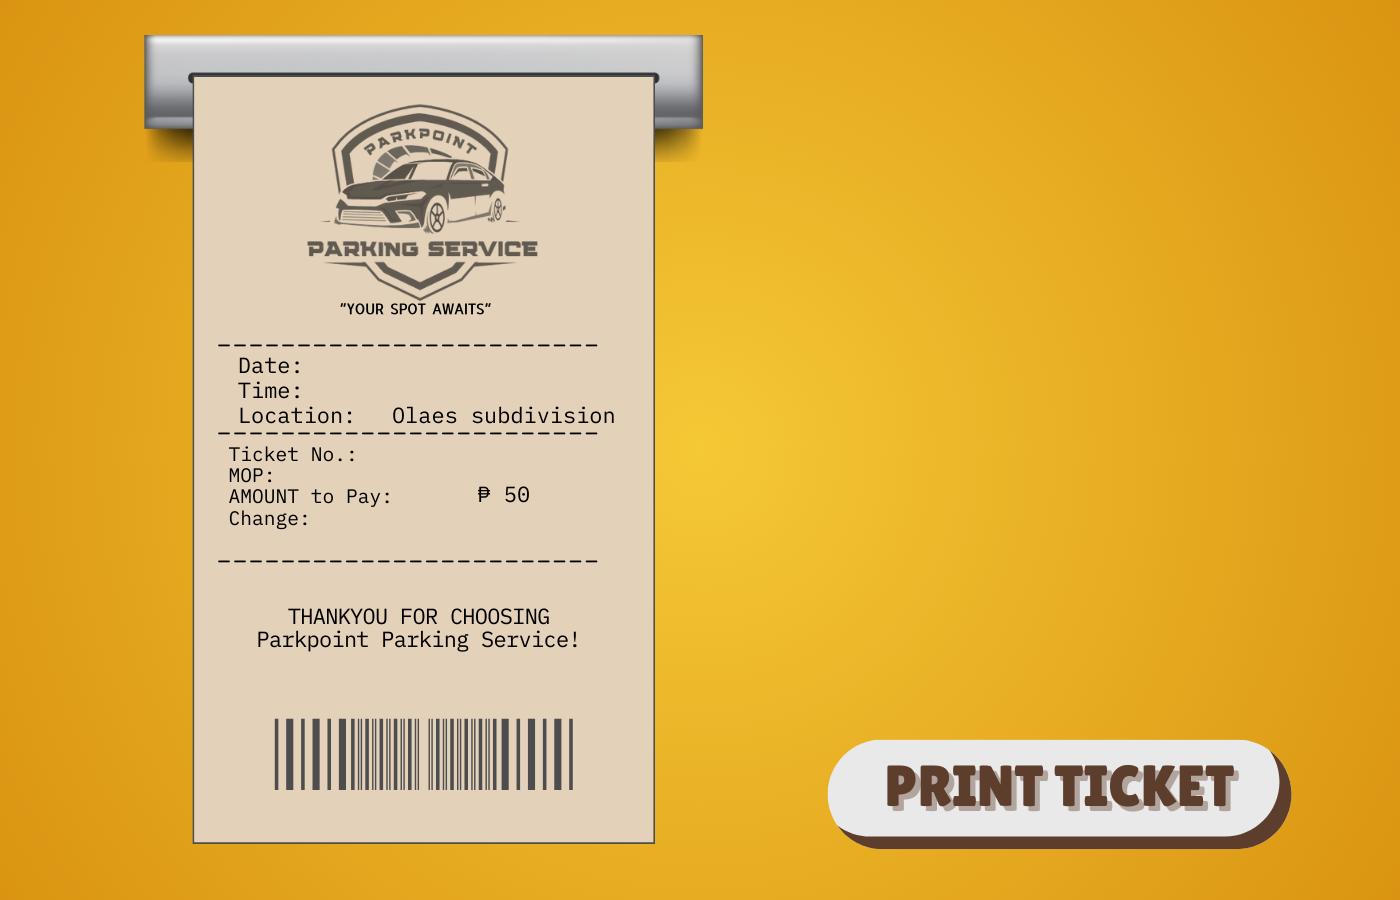 PARKPOINT
PARKING SERVICE
"YOUR SPOT AWAITS"
Date:
Time:
Location: Olaes subdivision
Ticket No.:
MOP:
AMOUNT to Pay: ₱ 50
Change:
THANKYOU FOR CHOOSING
Parkpoint Parking Service!
PRINT TICKET